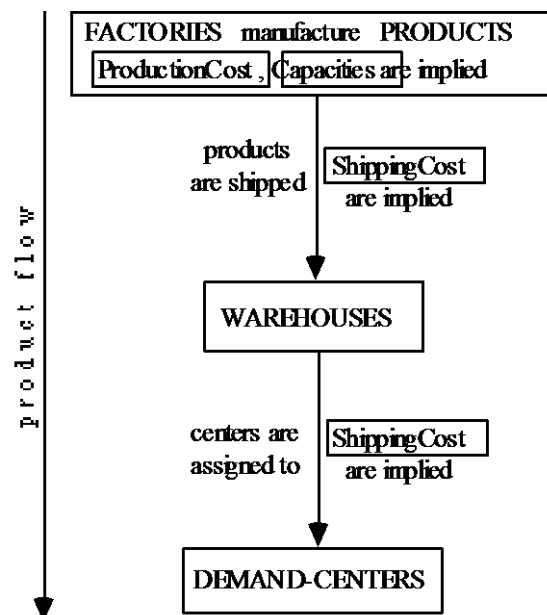 FACTORIES manufacture PRODUCTS
ProductionCost , Capacities are implied
products
are shipped
ShippingCost
are implied
WAREHOUSES
centers are
assigned to
ShippingCost
are implied
DEMAND-CENTERS
product flow